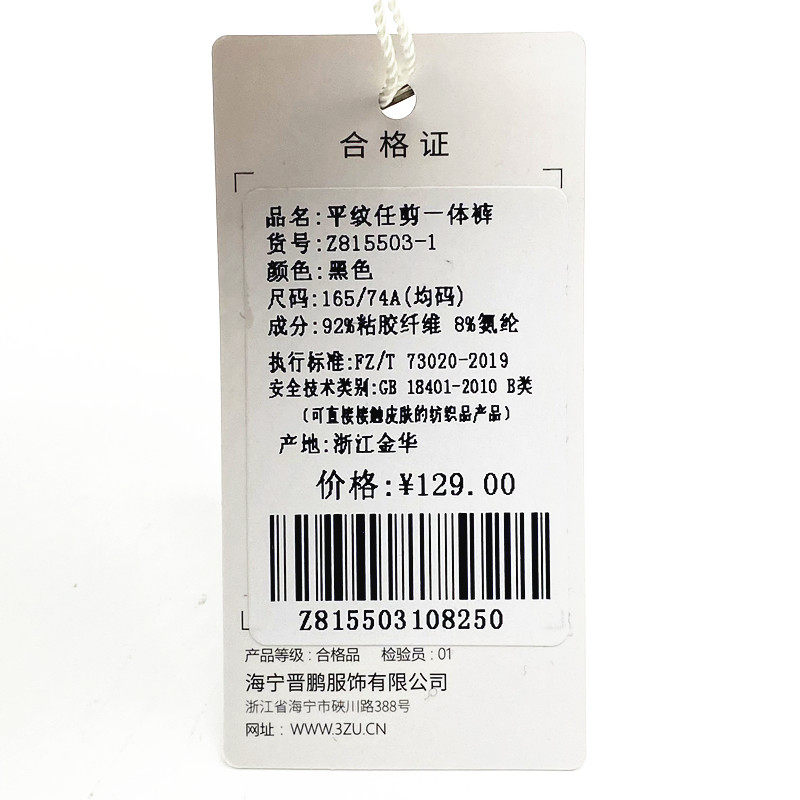 合格证
品名:平纹任剪一体裤
货号:Z815503-1
颜色:黑色
尺码:165/74A(均码)
成分:92%粘胶纤维 8%氨纶
执行标准:FZ/T 73020-2019
安全技术类别:GB 18401-2010 B类
(可直接接触皮肤的纺织品产品)
产地:浙江金华
价格:¥129.00
Z815503108250
产品等级:合格品 检验员:01
海宁晋鹏服饰有限公司
浙江省海宁市硖川路388号
网址: WWW.3ZU.CN